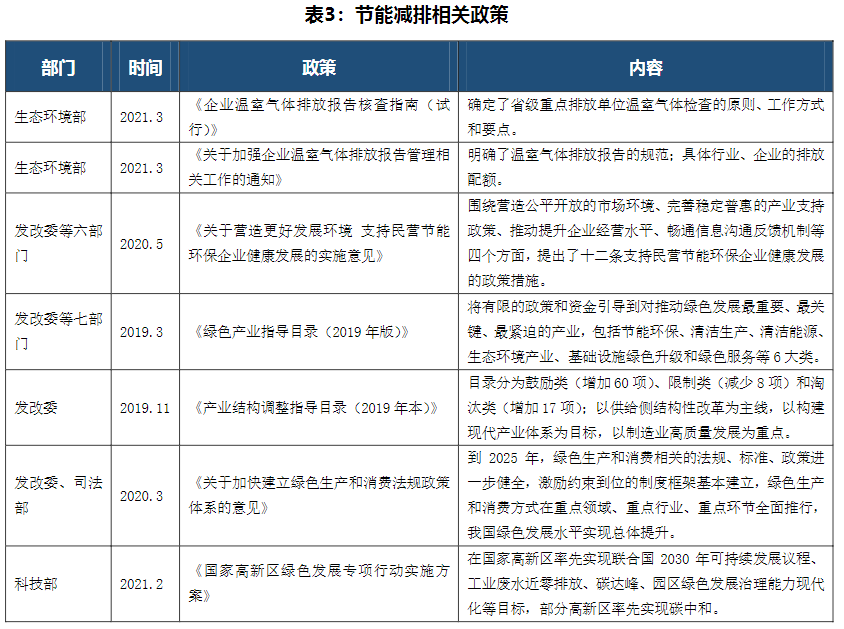 表3：节能减排相关政策
部门 时间 政策 内容
生态环境部
2021.3
《企业温室气体排放报告核查指南（试
行）》
确定了省级重点排放单位温室气体检查的原则、工作方式
和要点。
生态环境部
2021.3
《关于加强企业温室气体排放报告管理相
关工作的通知》
明确了温室气体排放报告的规范；具体行业、企业的排放
配额。
发改委等六部
门
2020.5
《关于营造更好发展环境 支持民营节能
环保企业健康发展的实施意见》
围绕营造公平开放的市场环境、完善稳定普惠的产业支持
政策、推动提升企业经营水平、畅通信息沟通反馈机制等
四个方面，提出了十二条支持民营节能环保企业健康发展
的政策措施。
发改委等七部
门
2019.3
《绿色产业指导目录（2019 年版）》
将有限的政策和资金引导到对推动绿色发展最重要、最关
键、最紧迫的产业，包括节能环保、清洁生产、清洁能源、
生态环境产业、基础设施绿色升级和绿色服务等 6 大类。
发改委
2019.11
《产业结构调整指导目录（2019 年本）》
目录分为鼓励类（增加 60 项）、限制类（减少 8 项）和淘
汰类（增加 17 项）；以供给侧结构性改革为主线，以构建
现代产业体系为目标，以制造业高质量发展为重点。
发改委、司法
部
2020.3
《关于加快建立绿色生产和消费法规政策
体系的意见》
到 2025 年，绿色生产和消费相关的法规、标准、政策进
一步健全，激励约束到位的制度框架基本建立，绿色生产
和消费方式在重点领域、重点行业、重点环节全面推行，
我国绿色发展水平实现总体提升。
科技部
2021.2
《国家高新区绿色发展专项行动实施方
案》
在国家高新区率先实现联合国 2030 年可持续发展议程、
工业废水近零排放、碳达峰、园区绿色发展治理能力现代
化等目标，部分高新区率先实现碳中和。